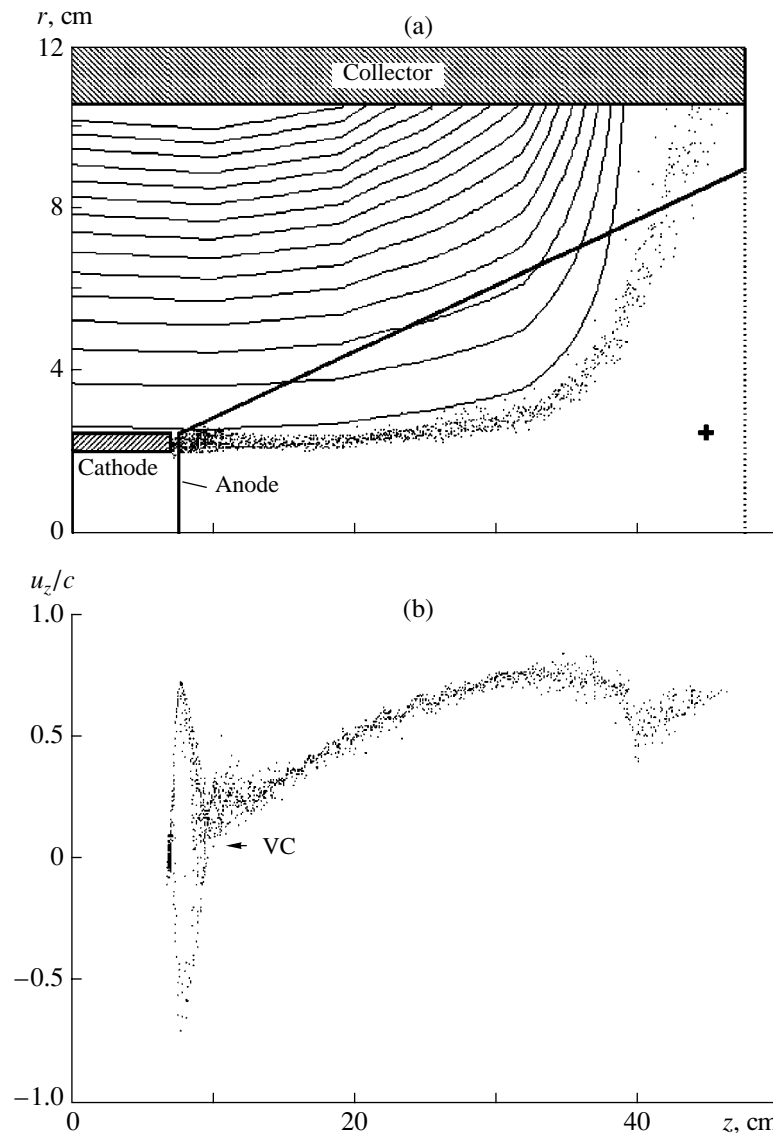 r, cm
(a)
12
Collector
8
4
Cathode
Anode
0
u_z/c
(b)
1.0
0.5
VC
0
–0.5
–1.0
0 20 40 z, cm